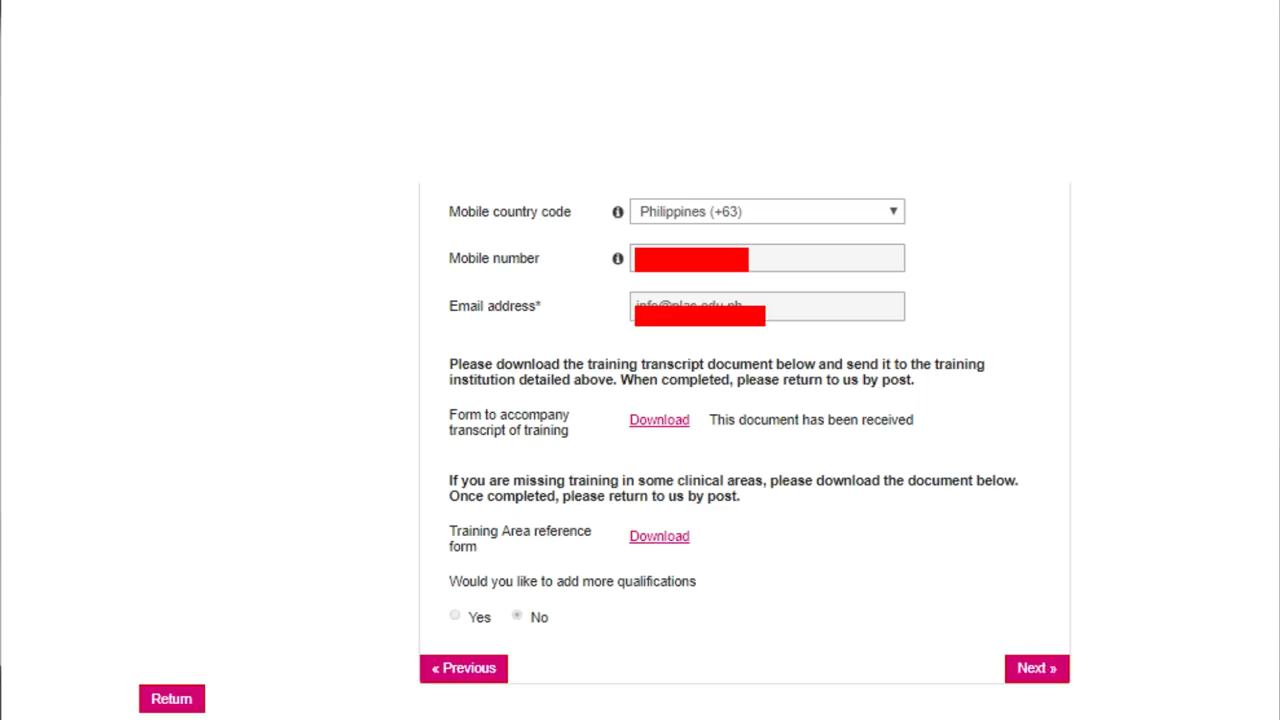 Mobile country code
Philippines (+63)
Mobile number
Email address*
Please download the training transcript document below and send it to the training
institution detailed above. When completed, please return to us by post.
Form to accompany
transcript of training
Download
This document has been received
If you are missing training in some clinical areas, please download the document below.
Once completed, please return to us by post.
Training Area reference
form
Download
Would you like to add more qualifications
Yes
No
« Previous
Next »
Return